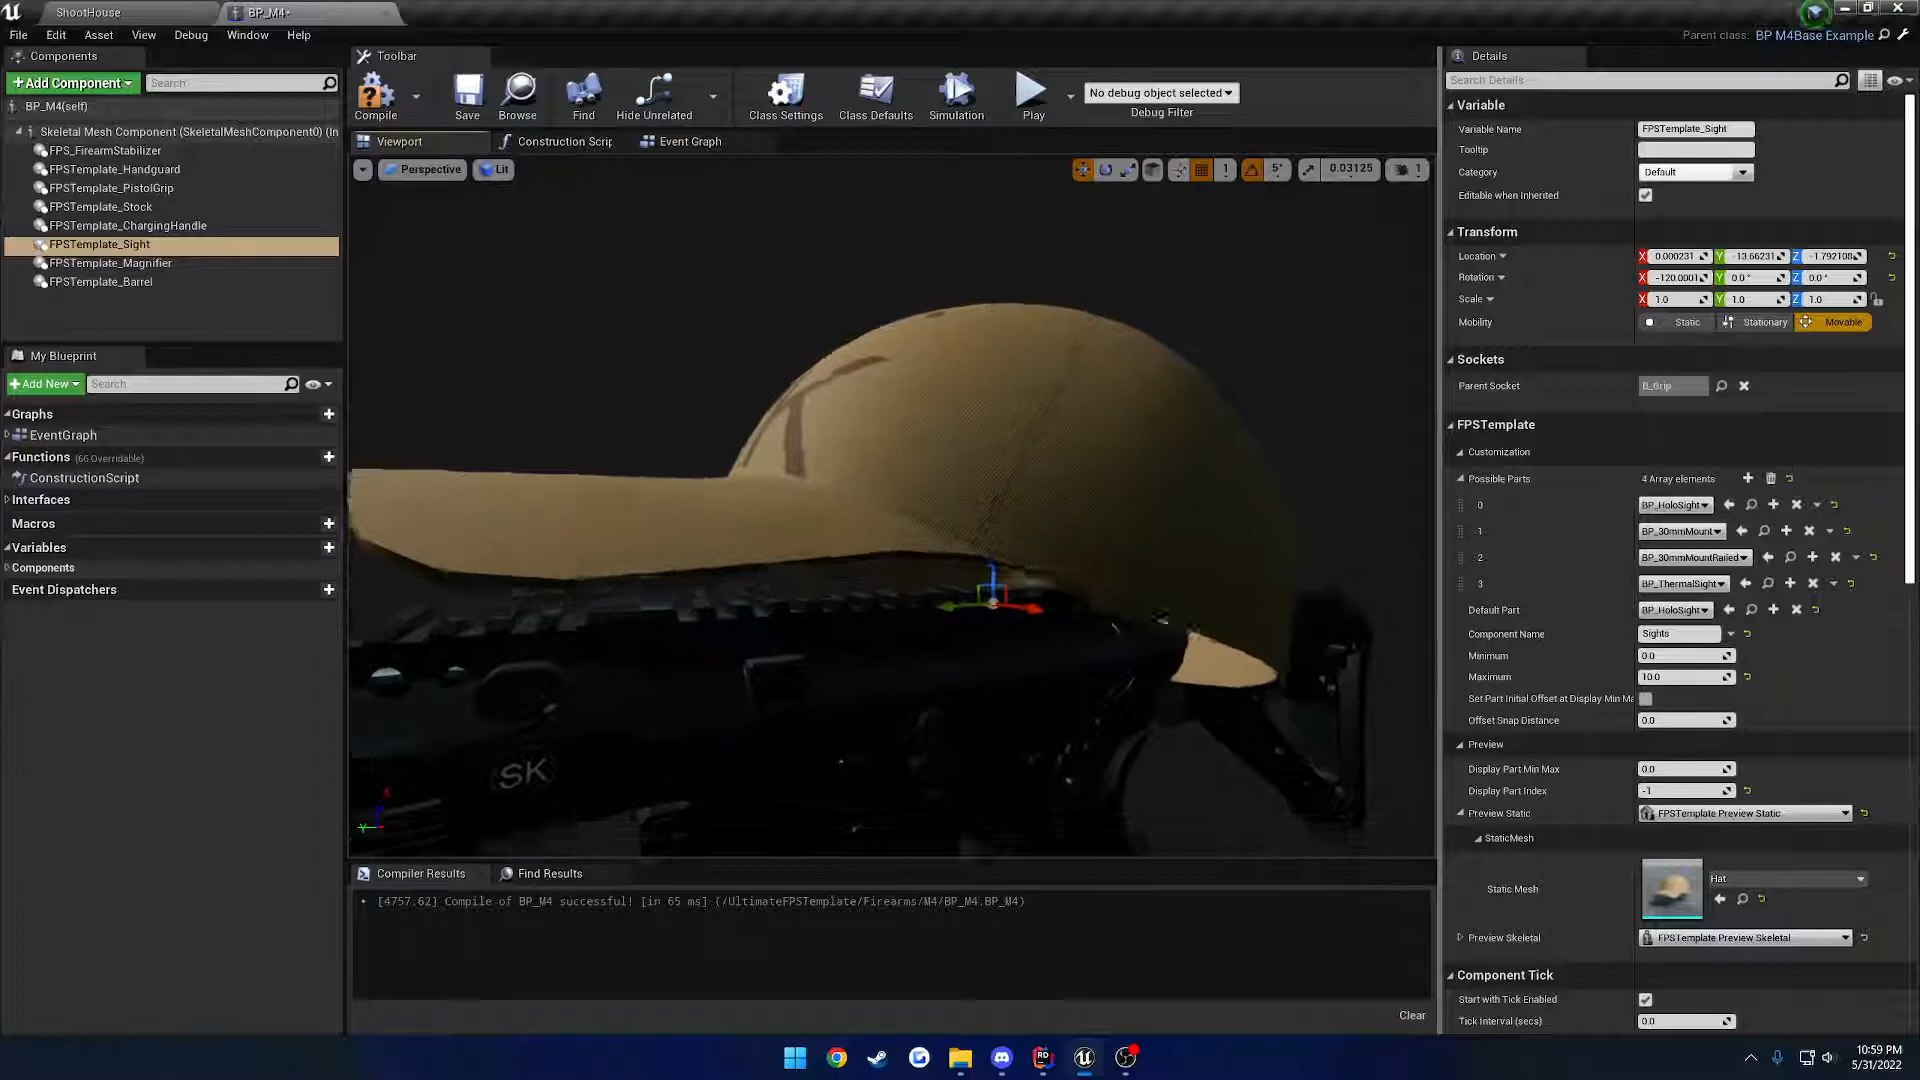 ShootHouse
BP_M4•
File Edit Asset View Debug Window Help
Parent class: BP M4Base Example
Components
+Add Component
Search
BP_M4(self)
Skeletal Mesh Component (SkeletalMeshComponent0) (In
FPS_FirearmStabilizer
FPSTemplate_Handguard
FPSTemplate_PistolGrip
FPSTemplate_Stock
FPSTemplate_ChargingHandle
FPSTemplate_Sight
FPSTemplate_Magnifier
FPSTemplate_Barrel
My Blueprint
+Add New
Search
Graphs
EventGraph
Functions (66 Overridable)
ConstructionScript
Interfaces
Macros
Variables
Components
Event Dispatchers
Toolbar
Compile
Save
Browse
Find
Hide Unrelated
Class Settings
Class Defaults
Simulation
Play
No debug object selected
Debug Filter
Viewport
Construction Scrip
Event Graph
Perspective
Lit
1
5°
0.03125
1
SK
Compiler Results
Find Results
[4757.62] Compile of BP_M4 successful! [in 65 ms] (/UltimateFPSTemplate/Firearms/M4/BP_M4.BP_M4)
Clear
Details
Search Details
Variable
Variable Name FPSTemplate_Sight
Tooltip
Category Default
Editable when Inherited
Transform
Location X 0.000231 Y -13.66231 Z -1.792108
Rotation X -120.0001 Y 0.0 ° Z 0.0 °
Scale X 1.0 Y 1.0 Z 1.0
Mobility Static Stationary Movable
Sockets
Parent Socket B_Grip
FPSTemplate
Customization
Possible Parts 4 Array elements
0 BP_HoloSight
1 BP_30mmMount
2 BP_30mmMountRailed
3 BP_ThermalSight
Default Part BP_HoloSight
Component Name Sights
Minimum 0.0
Maximum 10.0
Set Part Initial Offset at Display Min Ma
Offset Snap Distance 0.0
Preview
Display Part Min Max 0.0
Display Part Index -1
Preview Static FPSTemplate Preview Static
StaticMesh
Static Mesh Hat
Preview Skeletal FPSTemplate Preview Skeletal
Component Tick
Start with Tick Enabled
Tick Interval (secs) 0.0
10:59 PM
5/31/2022